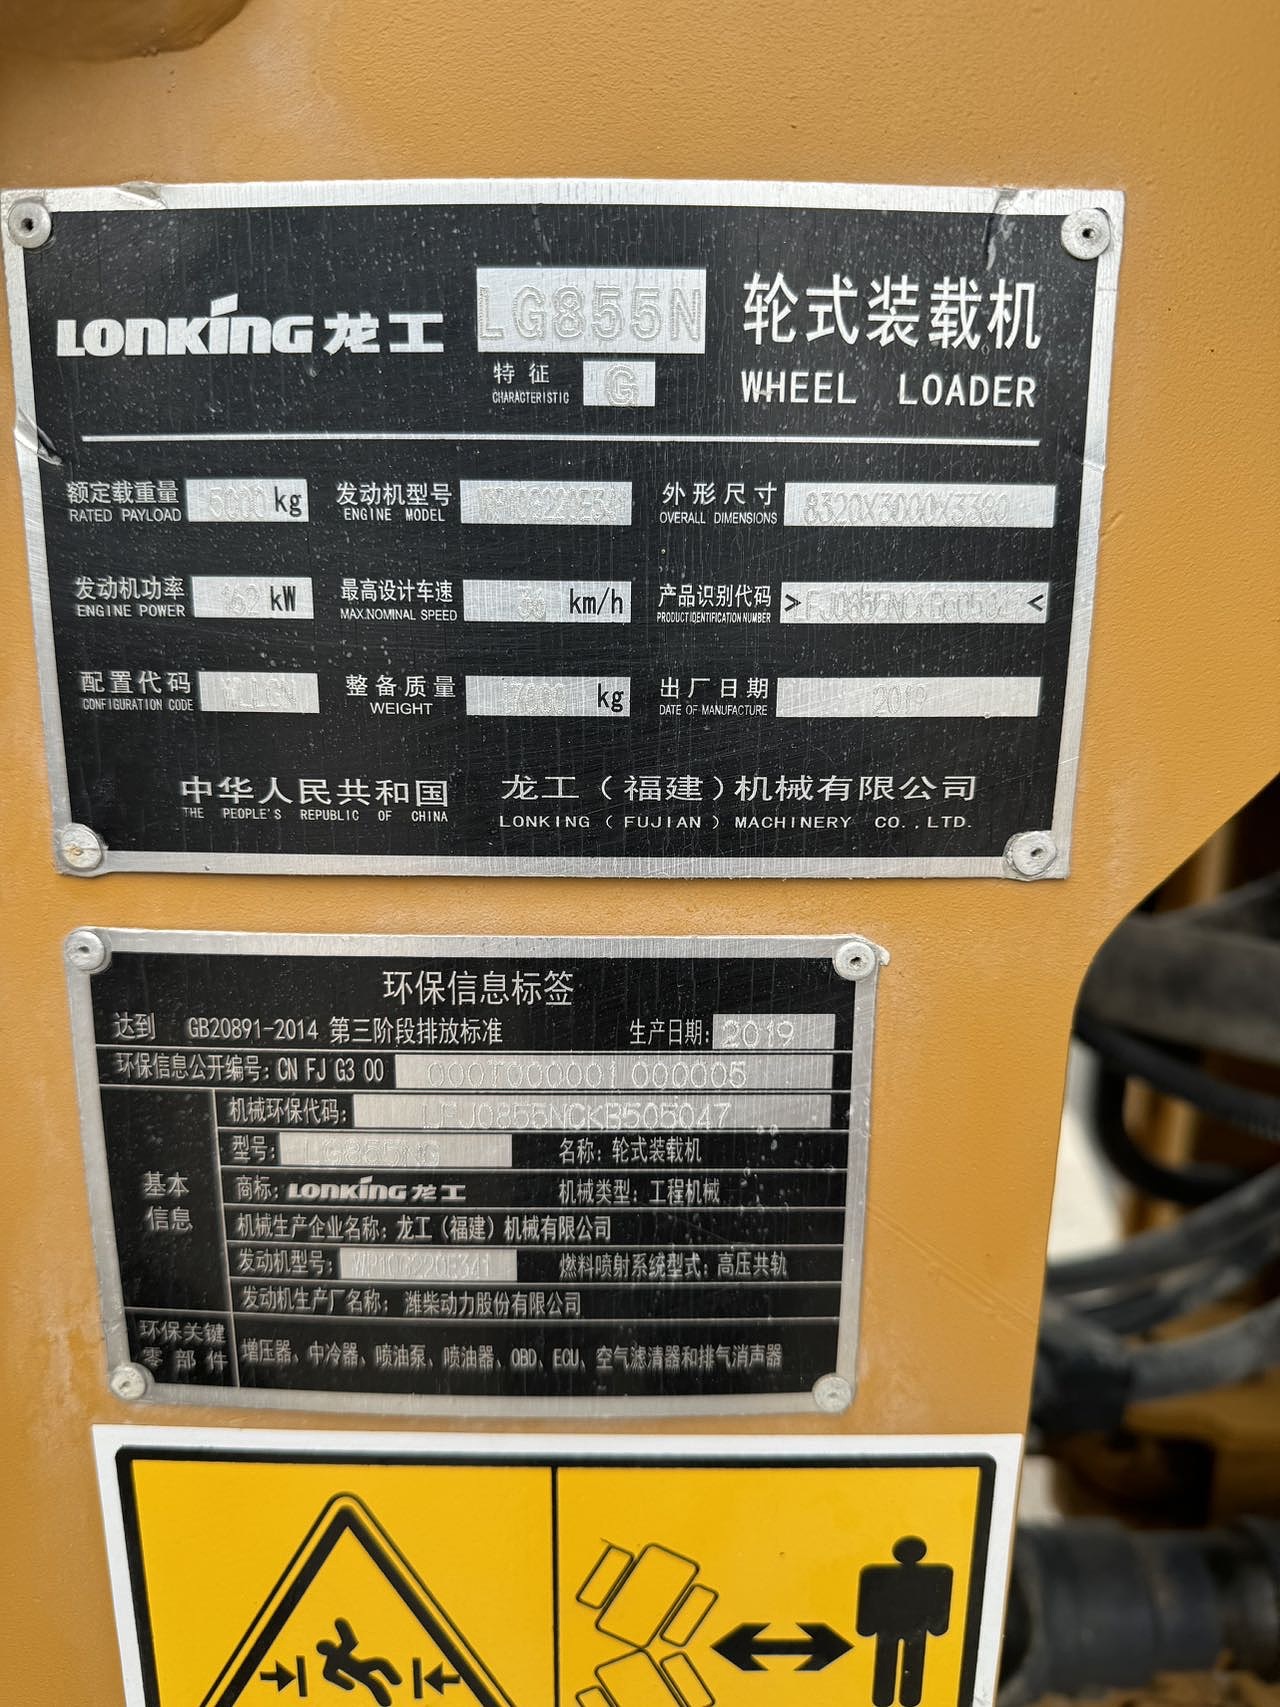 LONKING 龙工 LG855N 轮式装载机
特征 G WHEEL LOADER
CHARACTERISTIC
额定载重量 5000 kg 发动机型号 外形尺寸 8320X3000X3380
RATED PAYLOAD ENGINE MODEL OVERALL DIMENSIONS
发动机功率 162 kW 最高设计车速 36 km/h 产品识别代码
ENGINE POWER MAX.NOMINAL SPEED PRODUCT IDENTIFICATION NUMBER
配置代码 整备质量 17000 kg 出厂日期 2019
CONFIGURATION CODE WEIGHT DATE OF MANUFACTURE
中华人民共和国 龙工（福建）机械有限公司
THE PEOPLE'S REPUBLIC OF CHINA LONKING (FUJIAN) MACHINERY CO.,LTD.
环保信息标签
达到 GB20891-2014 第三阶段排放标准 生产日期: 2019
环保信息公开编号: CN FJ G3 00 000T000001 000005
机械环保代码: LFJ0855NCKB505047
型号: LG855NG 名称: 轮式装载机
基本信息
商标: LONKING 龙工 机械类型: 工程机械
机械生产企业名称: 龙工（福建）机械有限公司
发动机型号: WP10G220E341 燃料喷射系统型式: 高压共轨
发动机生产厂名称: 潍柴动力股份有限公司
环保关键零部件 增压器、中冷器、喷油泵、喷油器、OBD、ECU、空气滤清器和排气消声器